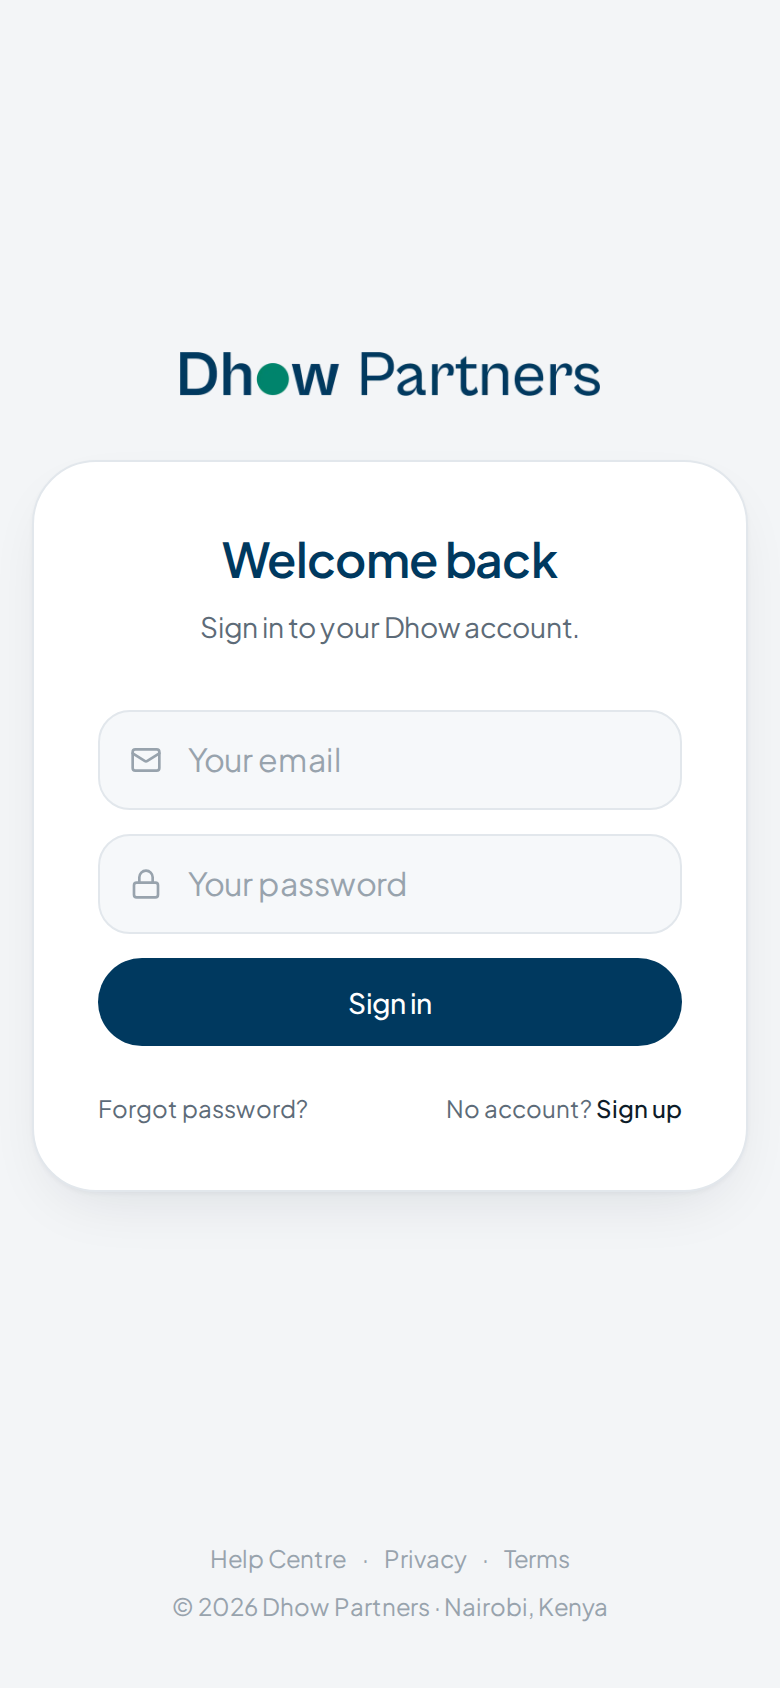 Dhow Partners
Welcome back
Sign in to your Dhow account.
Your email
Your password
Sign in
Forgot password? No account? Sign up
Help Centre · Privacy · Terms
© 2026 Dhow Partners · Nairobi, Kenya